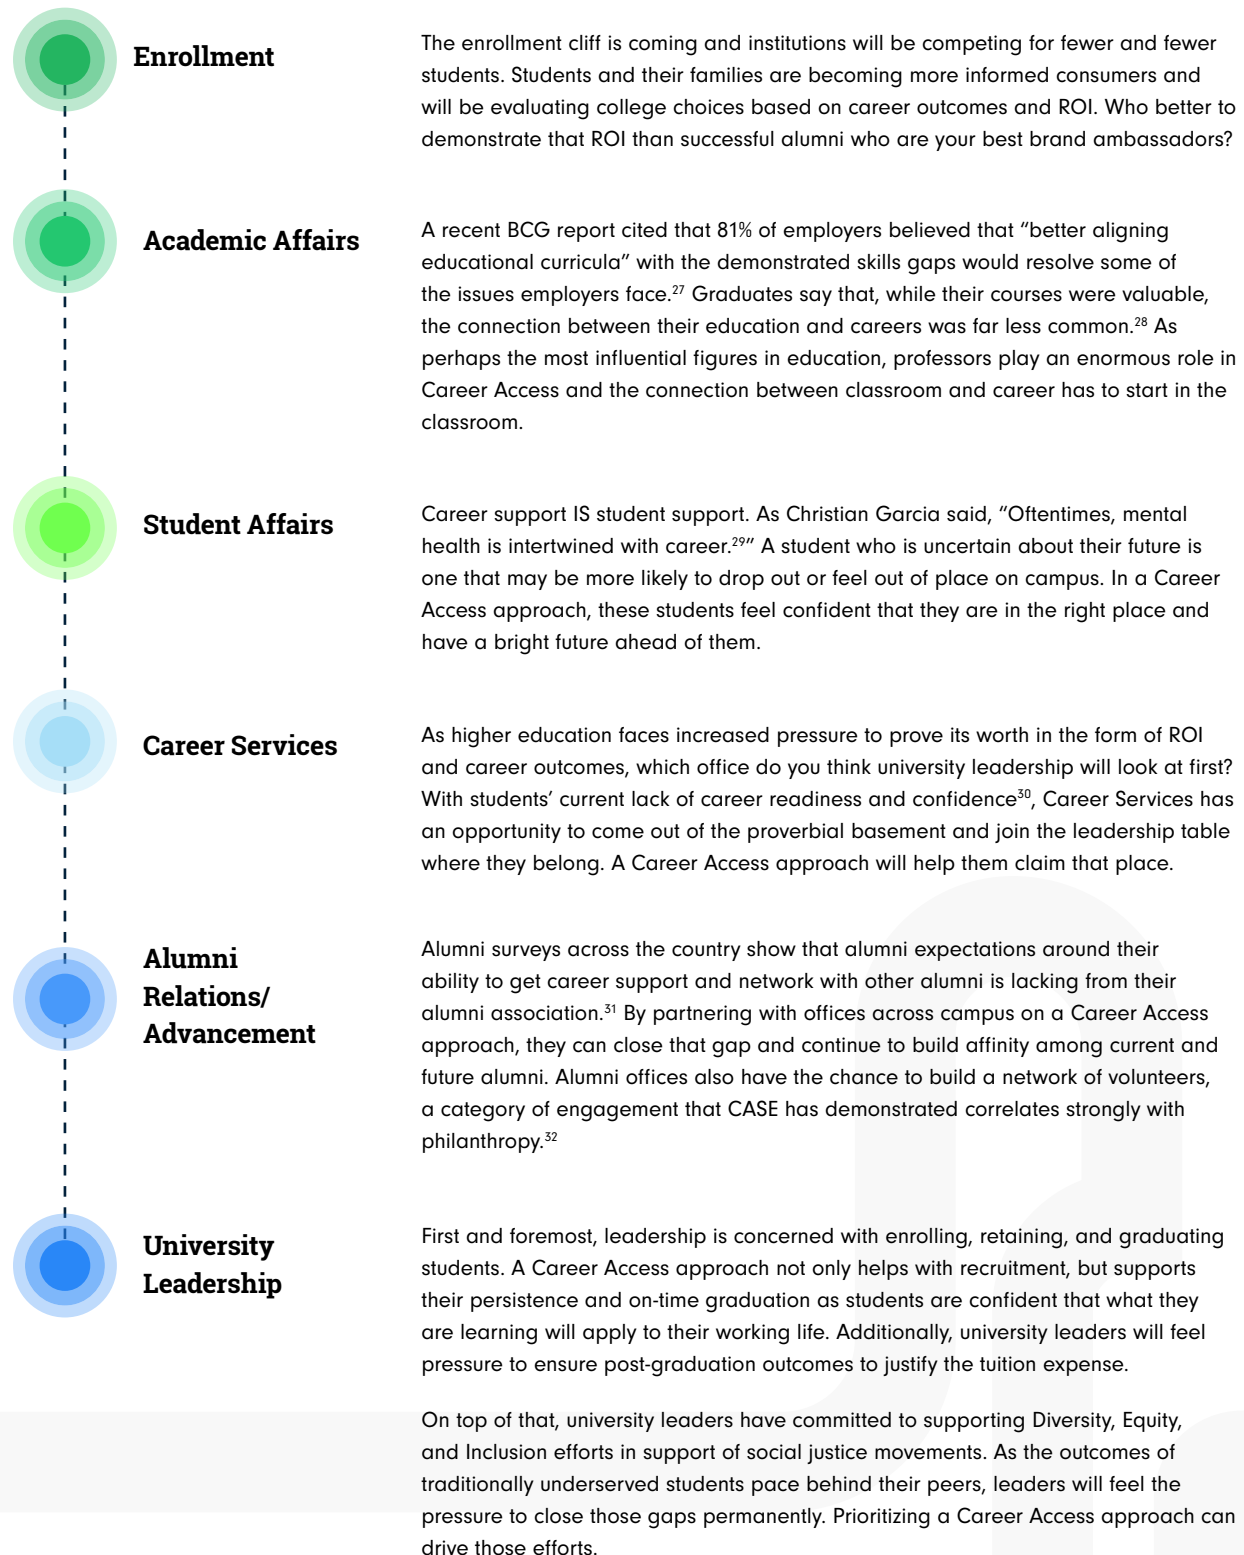 Enrollment
The enrollment cliff is coming and institutions will be competing for fewer and fewer
students. Students and their families are becoming more informed consumers and
will be evaluating college choices based on career outcomes and ROI. Who better to
demonstrate that ROI than successful alumni who are your best brand ambassadors?
Academic Affairs
A recent BCG report cited that 81% of employers believed that “better aligning
educational curricula” with the demonstrated skills gaps would resolve some of
the issues employers face.²⁷ Graduates say that, while their courses were valuable,
the connection between their education and careers was far less common.²⁸ As
perhaps the most influential figures in education, professors play an enormous role in
Career Access and the connection between classroom and career has to start in the
classroom.
Student Affairs
Career support IS student support. As Christian Garcia said, “Oftentimes, mental
health is intertwined with career.²⁹” A student who is uncertain about their future is
one that may be more likely to drop out or feel out of place on campus. In a Career
Access approach, these students feel confident that they are in the right place and
have a bright future ahead of them.
Career Services
As higher education faces increased pressure to prove its worth in the form of ROI
and career outcomes, which office do you think university leadership will look at first?
With students’ current lack of career readiness and confidence³⁰, Career Services has
an opportunity to come out of the proverbial basement and join the leadership table
where they belong. A Career Access approach will help them claim that place.
Alumni
Relations/
Advancement
Alumni surveys across the country show that alumni expectations around their
ability to get career support and network with other alumni is lacking from their
alumni association.³¹ By partnering with offices across campus on a Career Access
approach, they can close that gap and continue to build affinity among current and
future alumni. Alumni offices also have the chance to build a network of volunteers,
a category of engagement that CASE has demonstrated correlates strongly with
philanthropy.³²
University
Leadership
First and foremost, leadership is concerned with enrolling, retaining, and graduating
students. A Career Access approach not only helps with recruitment, but supports
their persistence and on-time graduation as students are confident that what they
are learning will apply to their working life. Additionally, university leaders will feel
pressure to ensure post-graduation outcomes to justify the tuition expense.
On top of that, university leaders have committed to supporting Diversity, Equity,
and Inclusion efforts in support of social justice movements. As the outcomes of
traditionally underserved students pace behind their peers, leaders will feel the
pressure to close those gaps permanently. Prioritizing a Career Access approach can
drive those efforts.